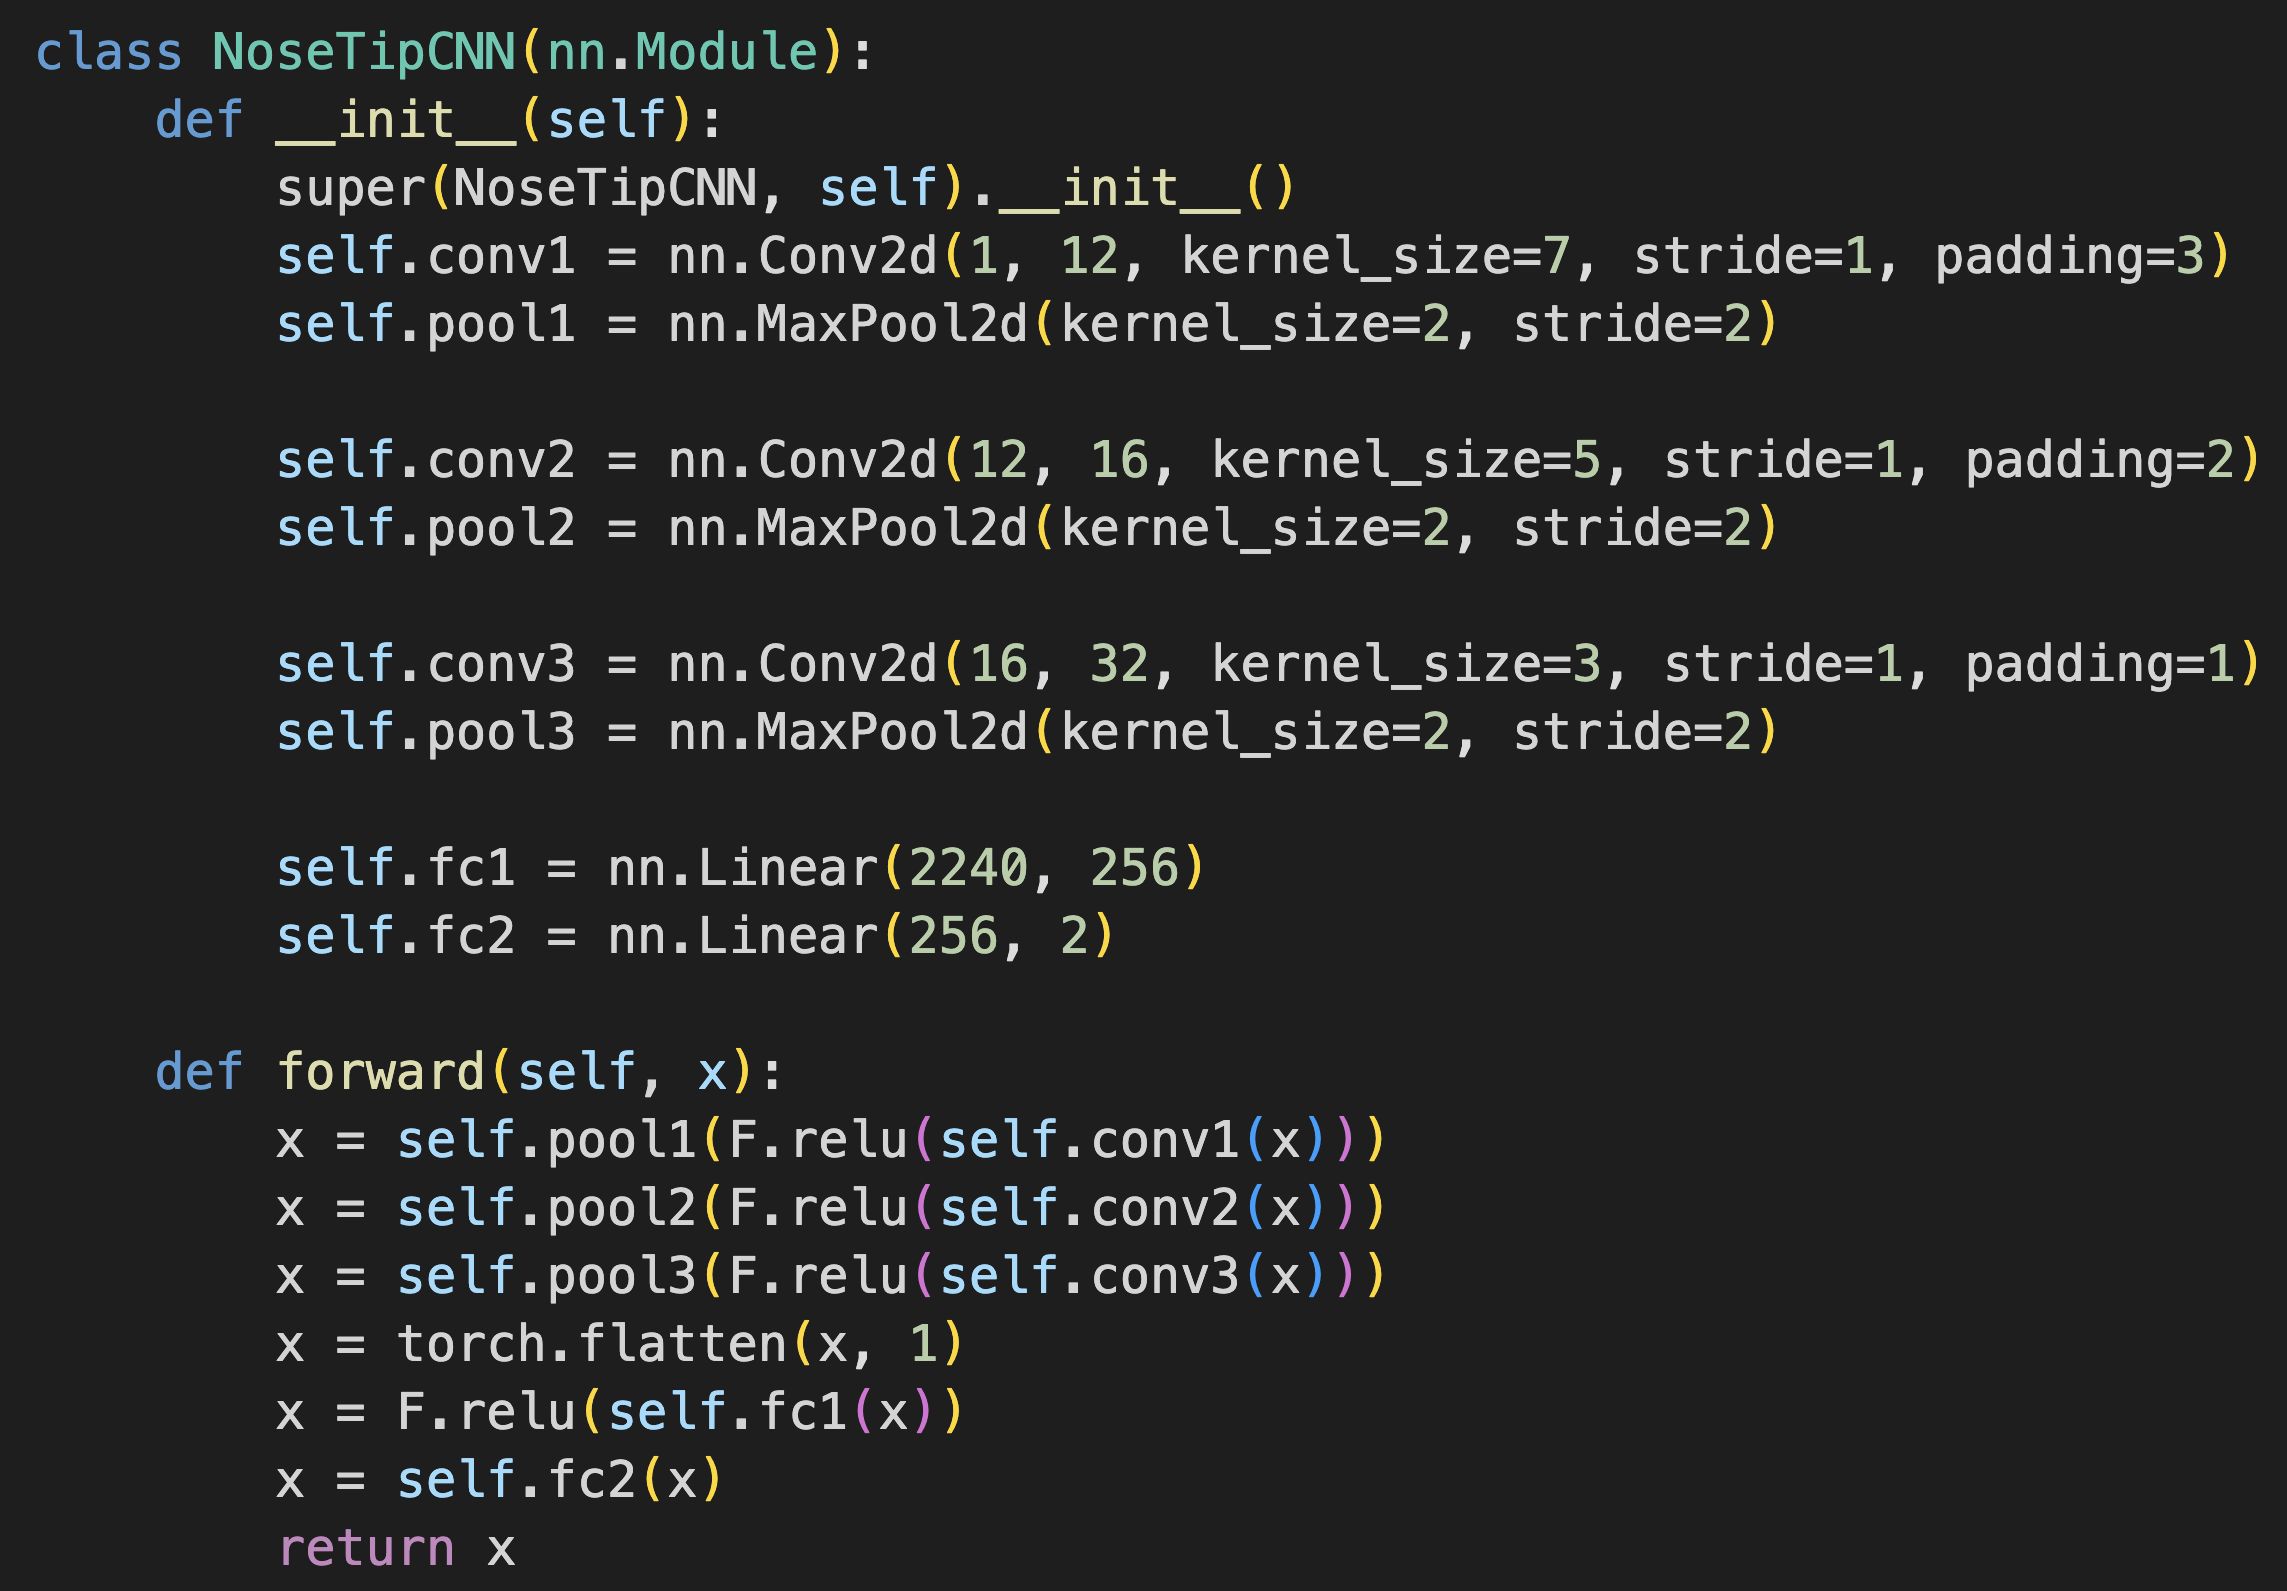 class NoseTipCNN(nn.Module):
    def __init__(self):
        super(NoseTipCNN, self).__init__()
        self.conv1 = nn.Conv2d(1, 12, kernel_size=7, stride=1, padding=3)
        self.pool1 = nn.MaxPool2d(kernel_size=2, stride=2)

        self.conv2 = nn.Conv2d(12, 16, kernel_size=5, stride=1, padding=2)
        self.pool2 = nn.MaxPool2d(kernel_size=2, stride=2)

        self.conv3 = nn.Conv2d(16, 32, kernel_size=3, stride=1, padding=1)
        self.pool3 = nn.MaxPool2d(kernel_size=2, stride=2)

        self.fc1 = nn.Linear(2240, 256)
        self.fc2 = nn.Linear(256, 2)

    def forward(self, x):
        x = self.pool1(F.relu(self.conv1(x)))
        x = self.pool2(F.relu(self.conv2(x)))
        x = self.pool3(F.relu(self.conv3(x)))
        x = torch.flatten(x, 1)
        x = F.relu(self.fc1(x))
        x = self.fc2(x)
        return x